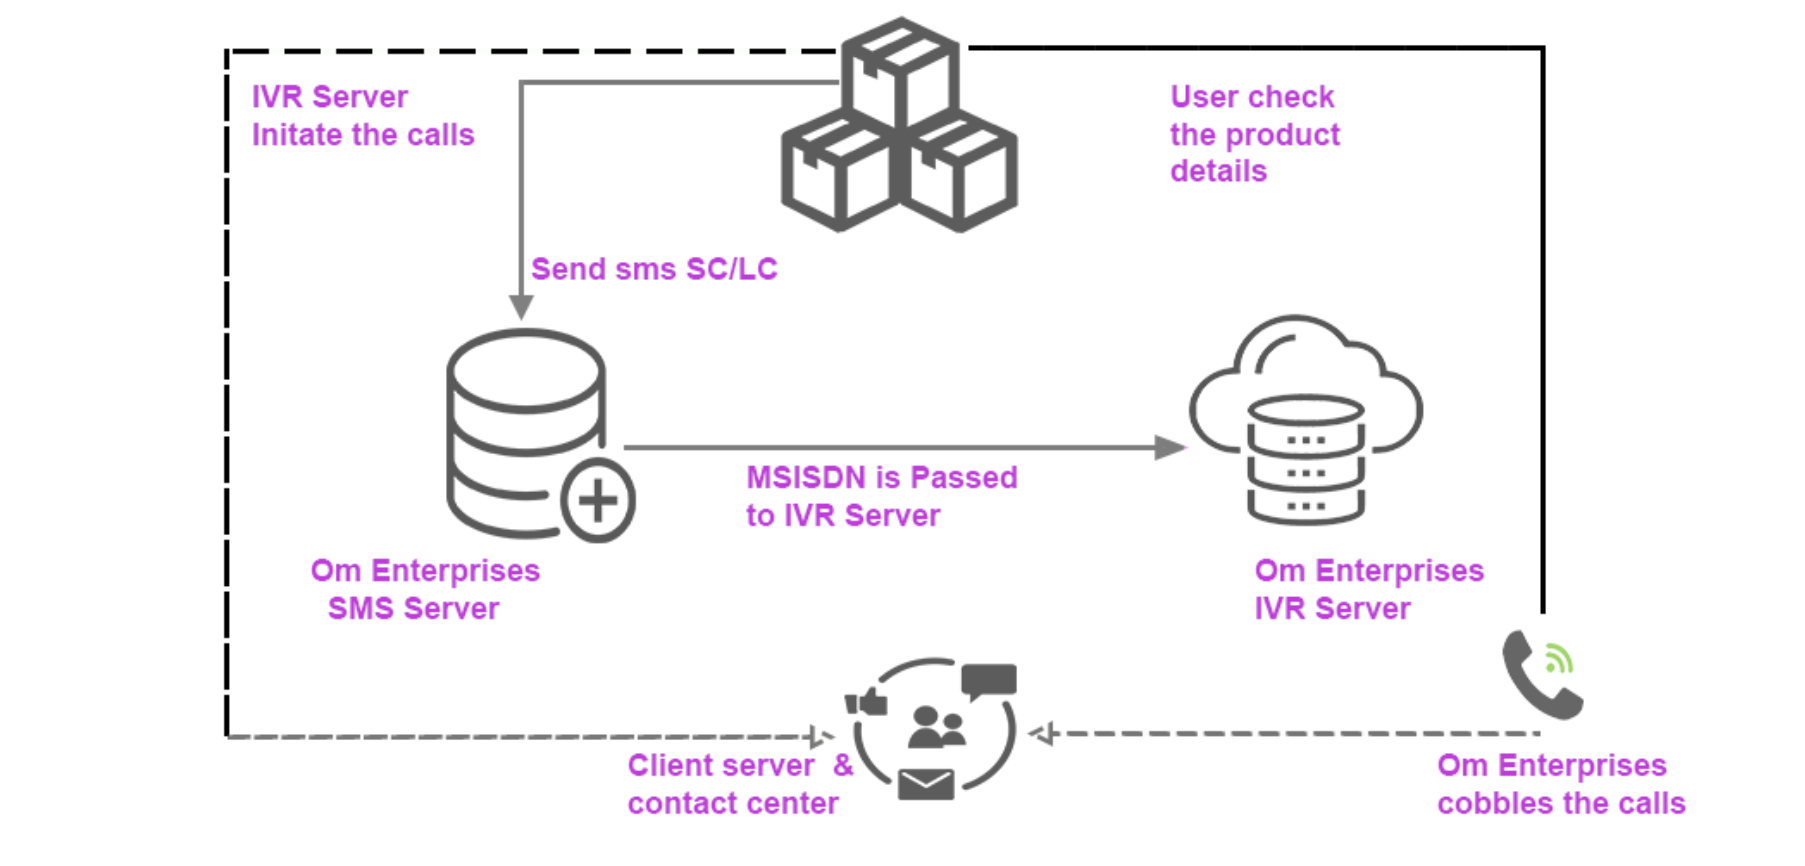 IVR Server
Initate the calls
User check
the product
details
Send sms SC/LC
MSISDN is Passed
to IVR Server
Om Enterprises
SMS Server
Om Enterprises
IVR Server
Client server &
contact center
Om Enterprises
cobbles the calls